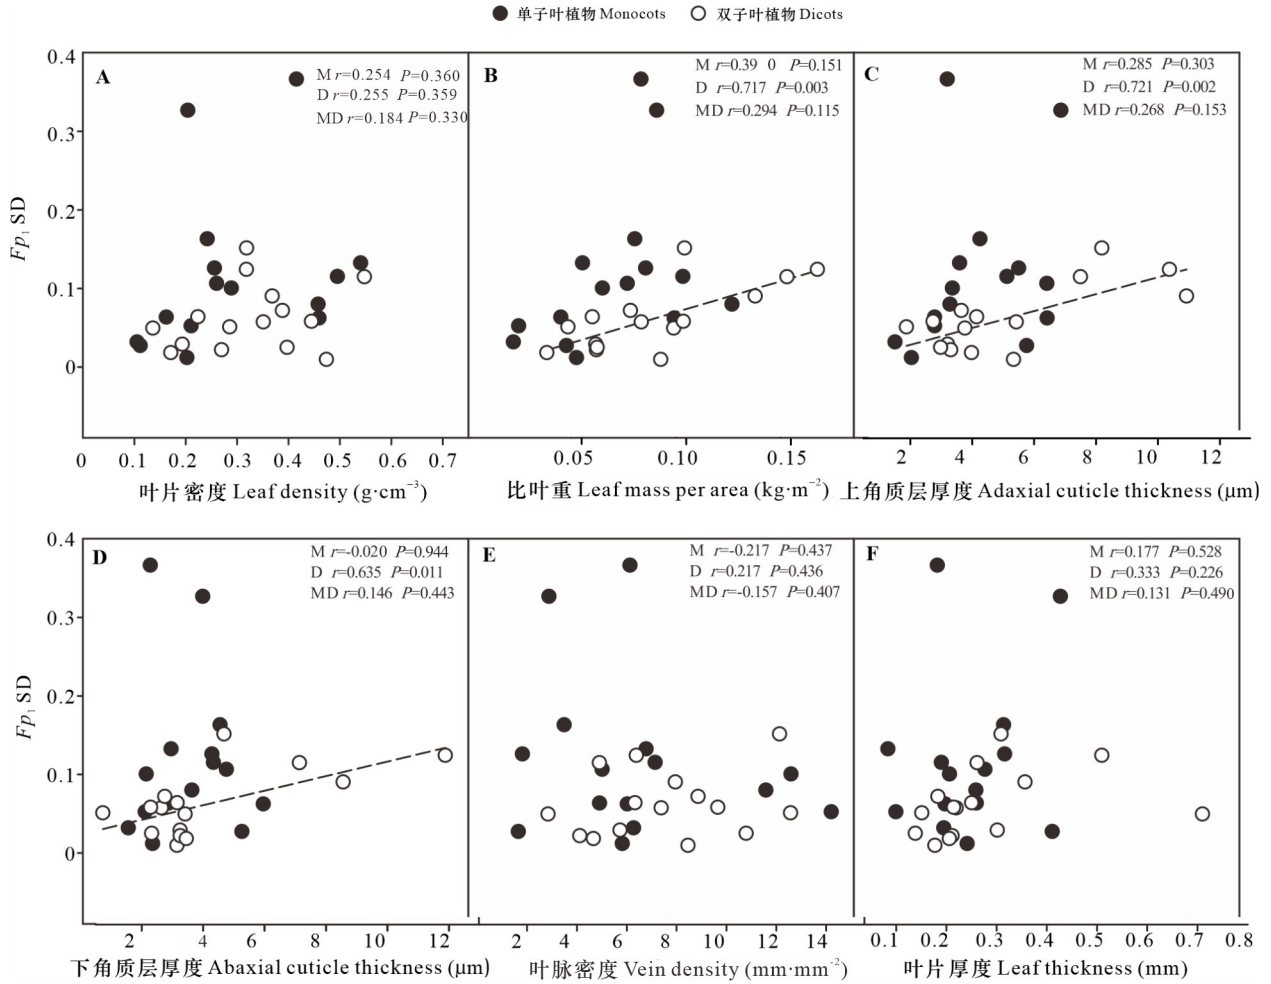 单子叶植物 Monocots 双子叶植物 Dicots
A
M r=0.254 P=0.360
D r=0.255 P=0.359
MD r=0.184 P=0.330
B
M r=0.39 0 P=0.151
D r=0.717 P=0.003
MD r=0.294 P=0.115
C
M r=0.285 P=0.303
D r=0.721 P=0.002
MD r=0.268 P=0.153
Fp₁ SD
0.4
0.3
0.2
0.1
0
0 0.1 0.2 0.3 0.4 0.5 0.6 0.7
0.05 0.10 0.15
2 4 6 8 10 12
叶片密度 Leaf density (g·cm⁻³)
比叶重 Leaf mass per area (kg·m⁻²)
上角质层厚度 Adaxial cuticle thickness (μm)
D
M r=-0.020 P=0.944
D r=0.635 P=0.011
MD r=0.146 P=0.443
E
M r=-0.217 P=0.437
D r=0.217 P=0.436
MD r=-0.157 P=0.407
F
M r=0.177 P=0.528
D r=0.333 P=0.226
MD r=0.131 P=0.490
Fp₁ SD
0.4
0.3
0.2
0.1
0
2 4 6 8 10 12
2 4 6 8 10 12 14
0.1 0.2 0.3 0.4 0.5 0.6 0.7 0.8
下角质层厚度 Abaxial cuticle thickness (μm)
叶脉密度 Vein density (mm·mm⁻²)
叶片厚度 Leaf thickness (mm)